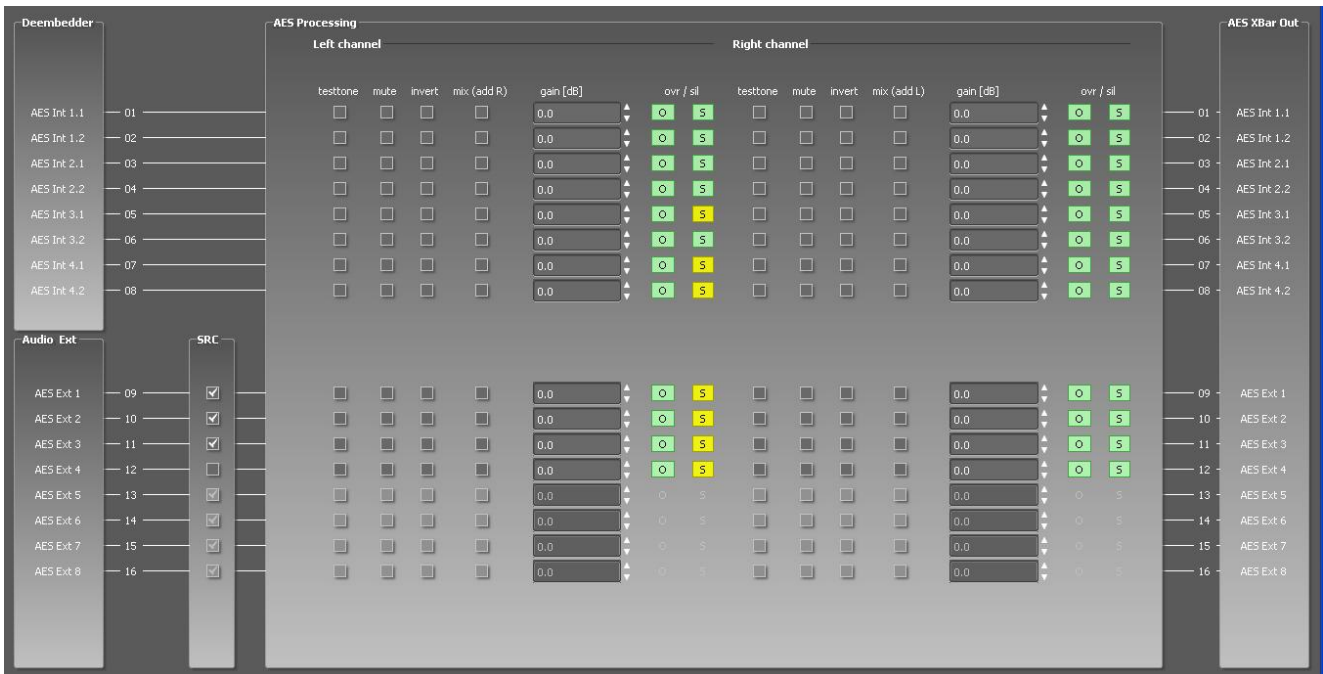 Deembedder AES Processing AES XBar Out
Left channel Right channel
testtone mute invert mix (add R) gain [dB] ovr / sil testtone mute invert mix (add L) gain [dB] ovr / sil
AES Int 1.1 01 0.0 O S 0.0 O S 01 AES Int 1.1
AES Int 1.2 02 0.0 O S 0.0 O S 02 AES Int 1.2
AES Int 2.1 03 0.0 O S 0.0 O S 03 AES Int 2.1
AES Int 2.2 04 0.0 O S 0.0 O S 04 AES Int 2.2
AES Int 3.1 05 0.0 O S 0.0 O S 05 AES Int 3.1
AES Int 3.2 06 0.0 O S 0.0 O S 06 AES Int 3.2
AES Int 4.1 07 0.0 O S 0.0 O S 07 AES Int 4.1
AES Int 4.2 08 0.0 O S 0.0 O S 08 AES Int 4.2
Audio Ext SRC
AES Ext 1 09 0.0 O S 0.0 O S 09 AES Ext 1
AES Ext 2 10 0.0 O S 0.0 O S 10 AES Ext 2
AES Ext 3 11 0.0 O S 0.0 O S 11 AES Ext 3
AES Ext 4 12 0.0 O S 0.0 O S 12 AES Ext 4
AES Ext 5 13 0.0 O S 0.0 O S 13 AES Ext 5
AES Ext 6 14 0.0 O S 0.0 O S 14 AES Ext 6
AES Ext 7 15 0.0 O S 0.0 O S 15 AES Ext 7
AES Ext 8 16 0.0 O S 0.0 O S 16 AES Ext 8